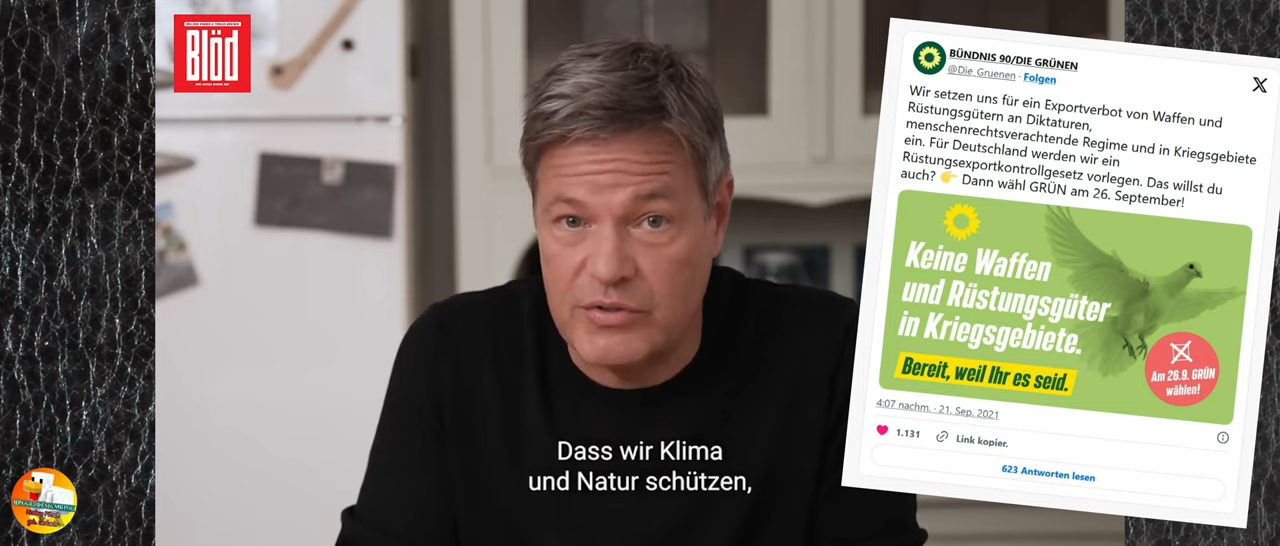 Blöd
BÜNDNIS 90/DIE GRÜNEN
@Die_Gruenen · Folgen
Wir setzen uns für ein Exportverbot von Waffen und
Rüstungsgütern an Diktaturen,
menschenrechtsverachtende Regime und in Kriegsgebiete
ein. Für Deutschland werden wir ein
Rüstungsexportkontrollgesetz vorlegen. Das willst du
auch? 👉 Dann wähl GRÜN am 26. September!
Keine Waffen
und Rüstungsgüter
in Kriegsgebiete.
Bereit, weil Ihr es seid.
Am 26.9. GRÜN
wählen!
4:07 nachm. · 21. Sep. 2021
1.131
Link kopier.
623 Antworten lesen
Dass wir Klima
und Natur schützen,